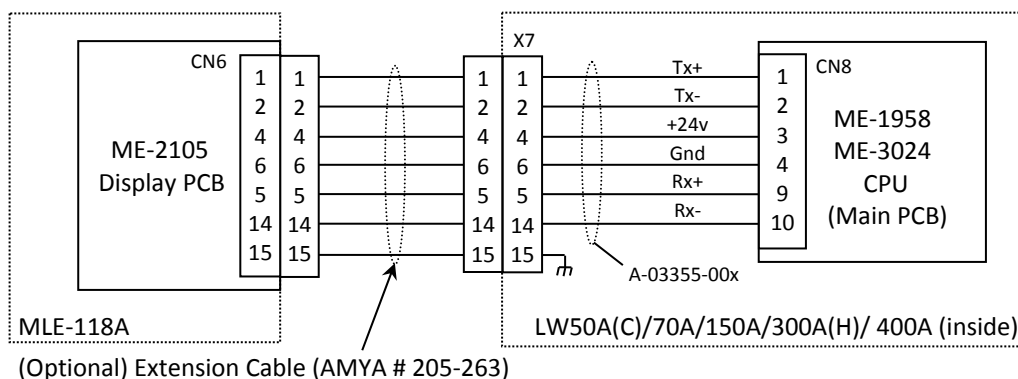 X7
CN6
CN8
1 1 1 1 Tx+ 1
2 2 2 2 Tx- 2
4 4 4 4 +24v 3
6 6 6 6 Gnd 4
5 5 5 5 Rx+ 9
14 14 14 14 Rx- 10
15 15 15 15
ME-2105
Display PCB
ME-1958
ME-3024
CPU
(Main PCB)
A-03355-00x
MLE-118A
LW50A(C)/70A/150A/300A(H)/ 400A (inside)
(Optional) Extension Cable (AMYA # 205-263)